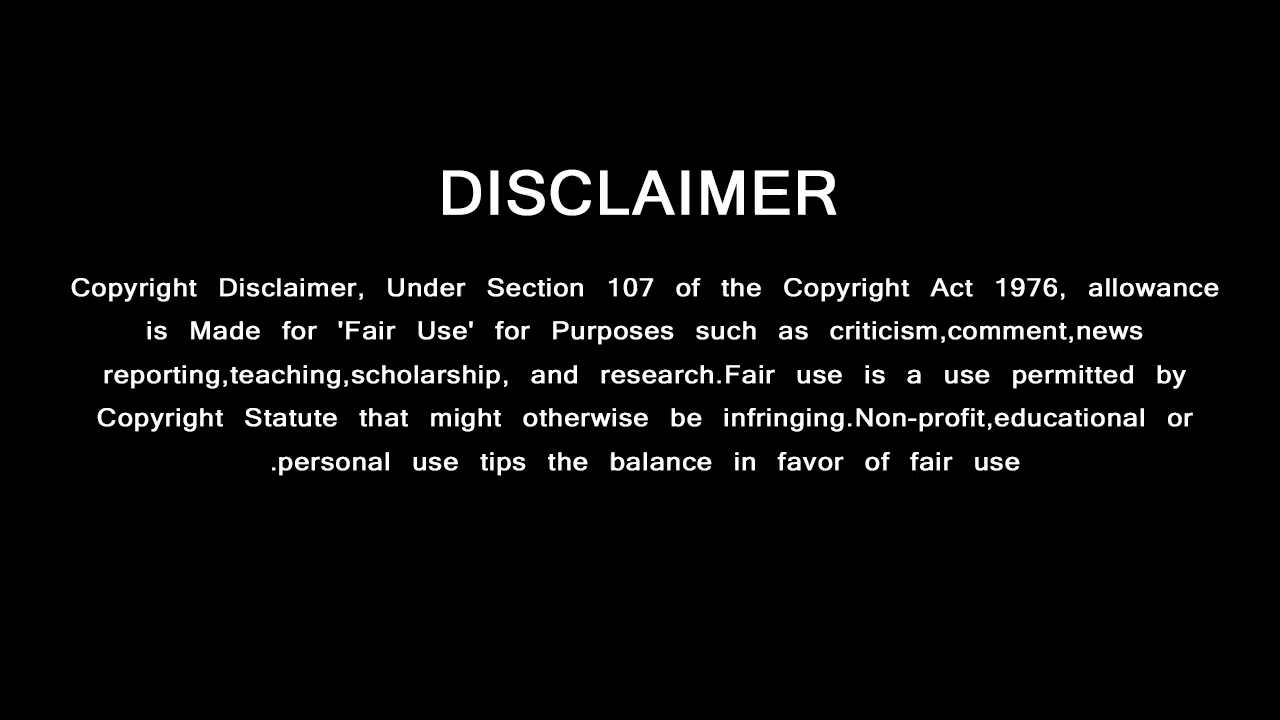 DISCLAIMER
Copyright Disclaimer, Under Section 107 of the Copyright Act 1976, allowance
is Made for 'Fair Use' for Purposes such as criticism,comment,news
reporting,teaching,scholarship, and research.Fair use is a use permitted by
Copyright Statute that might otherwise be infringing.Non-profit,educational or
.personal use tips the balance in favor of fair use